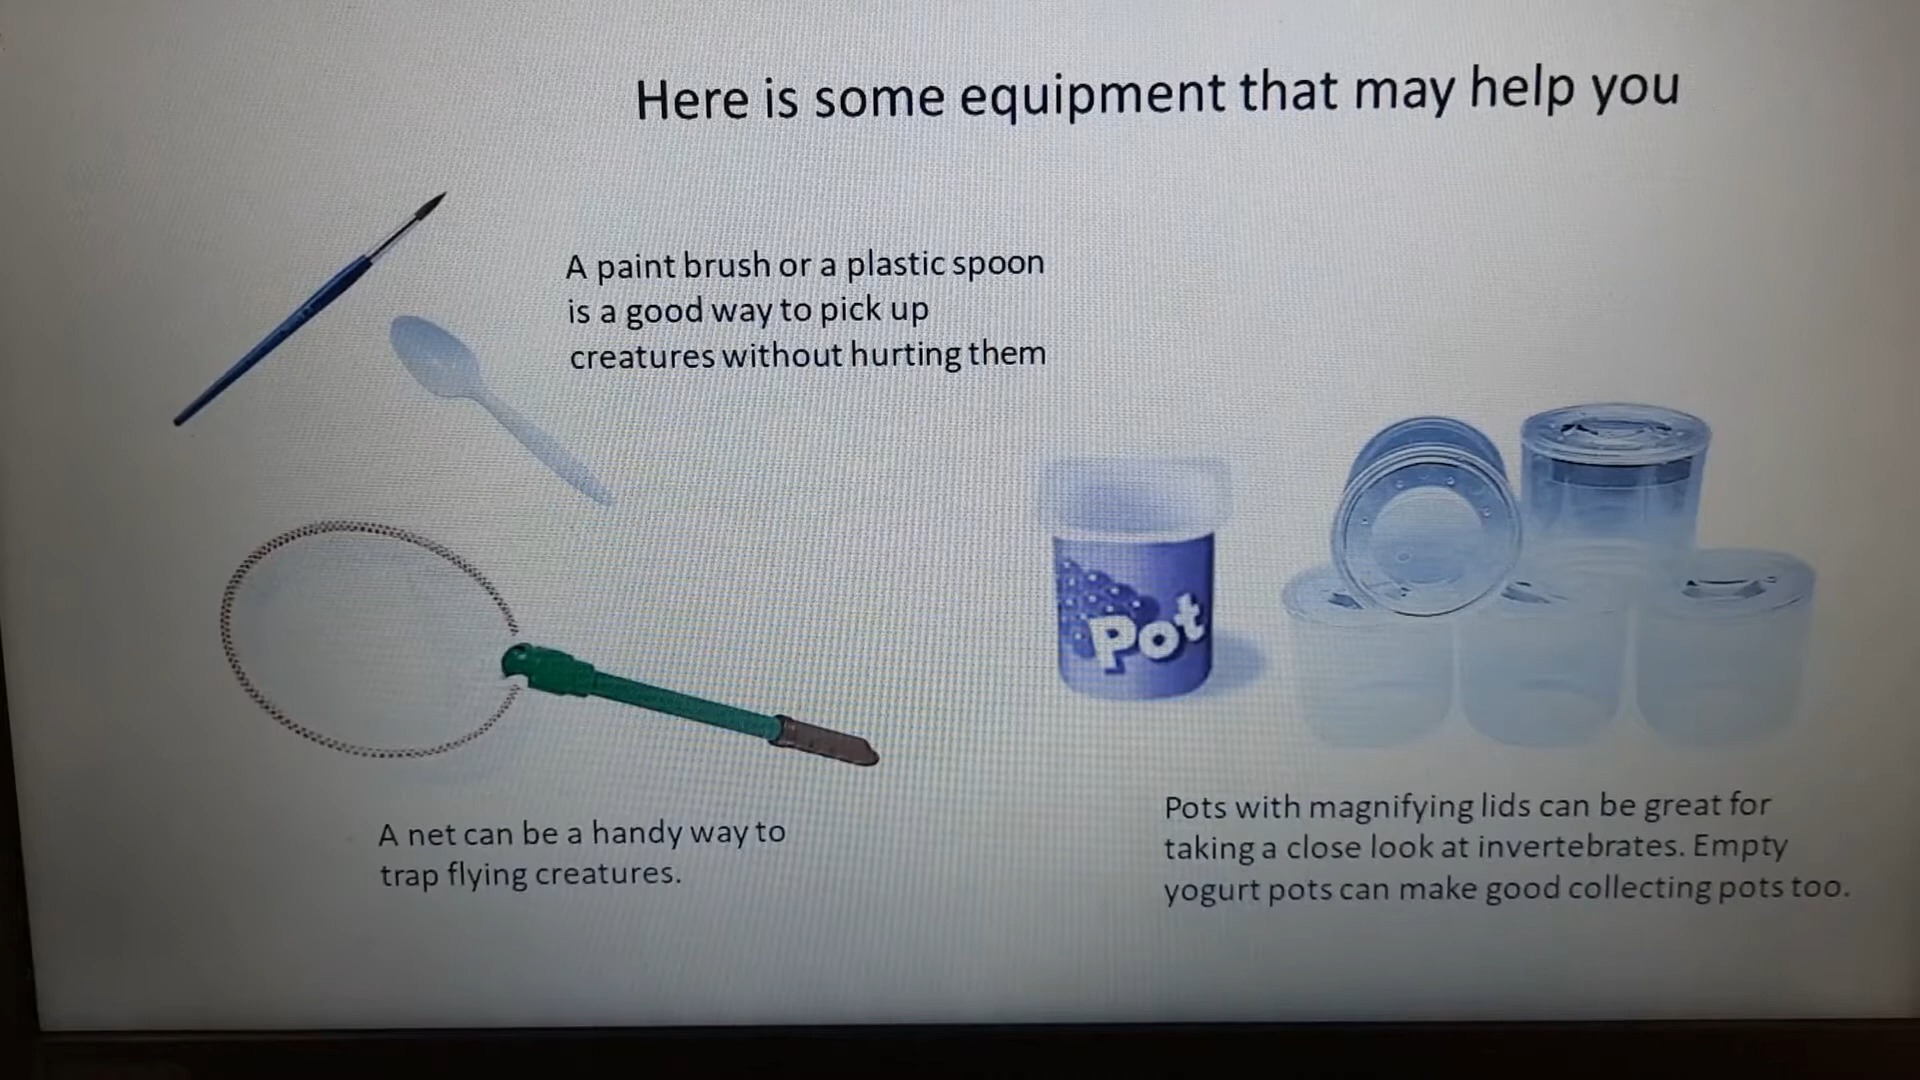 Here is some equipment that may help you
A paint brush or a plastic spoon
is a good way to pick up
creatures without hurting them
Pot
A net can be a handy way to
trap flying creatures.
Pots with magnifying lids can be great for
taking a close look at invertebrates. Empty
yogurt pots can make good collecting pots too.